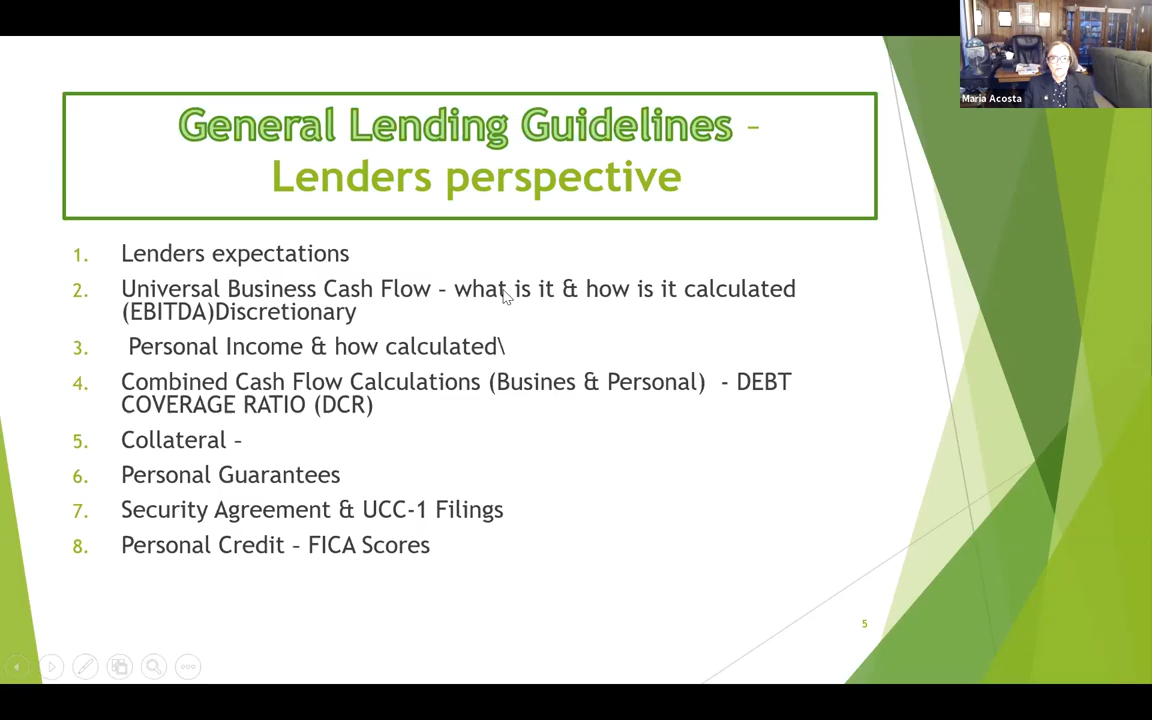 Maria Acosta
General Lending Guidelines –
Lenders perspective
1. Lenders expectations
2. Universal Business Cash Flow – what is it & how is it calculated
(EBITDA)Discretionary
3. Personal Income & how calculated\
4. Combined Cash Flow Calculations (Busines & Personal) - DEBT
COVERAGE RATIO (DCR)
5. Collateral –
6. Personal Guarantees
7. Security Agreement & UCC-1 Filings
8. Personal Credit – FICA Scores
5